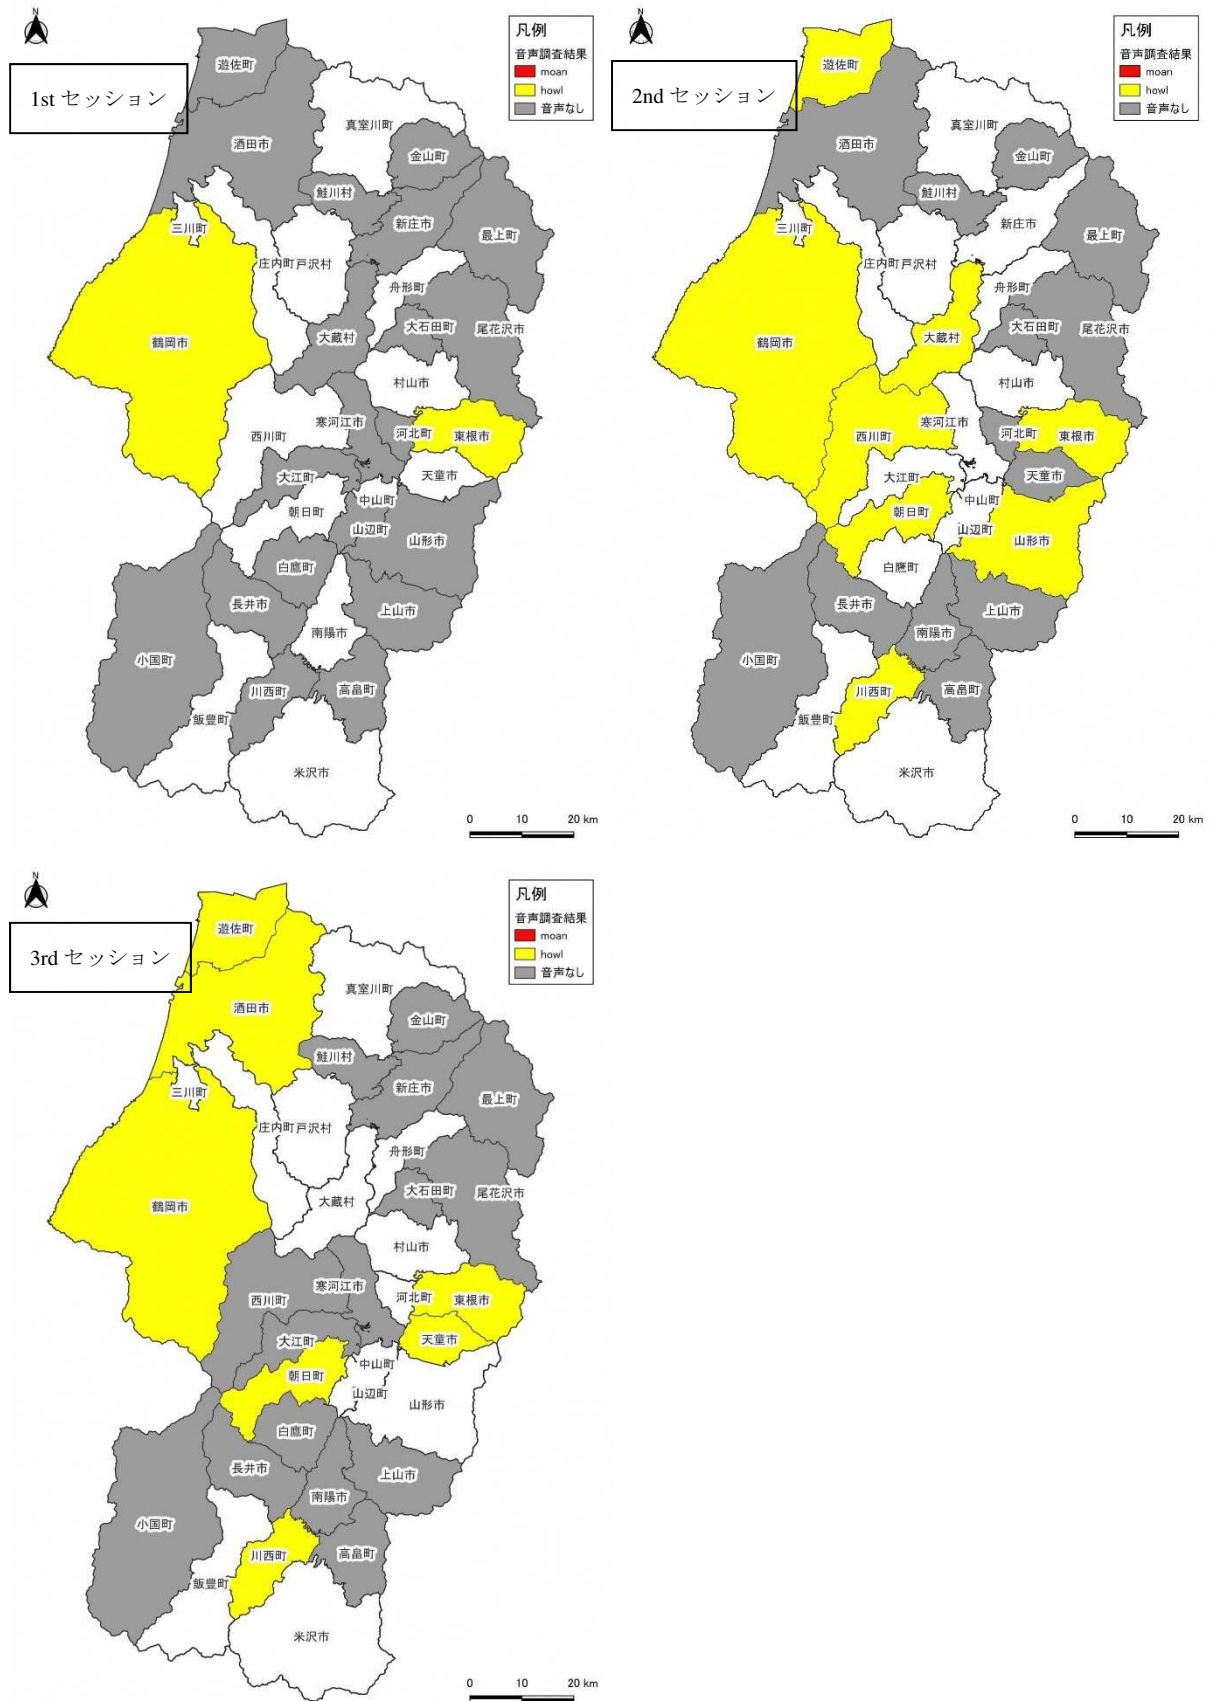 N
1st セッション
凡例
音声調査結果
moan
howl
音声なし
遊佐町
真室川町
酒田市
金山町
鮭川村
三川町
新庄市
最上町
庄内町
戸沢村
舟形町
大蔵村
大石田町
尾花沢市
鶴岡市
村山市
寒河江市
西川町
河北町
東根市
大江町
天童市
中山町
朝日町
山辺町
山形市
白鷹町
長井市
上山市
南陽市
小国町
川西町
高畠町
飯豊町
米沢市
0 10 20 km
N
2nd セッション
凡例
音声調査結果
moan
howl
音声なし
遊佐町
真室川町
酒田市
金山町
鮭川村
三川町
新庄市
最上町
庄内町
戸沢村
舟形町
大蔵村
大石田町
尾花沢市
鶴岡市
村山市
寒河江市
西川町
河北町
東根市
大江町
天童市
中山町
朝日町
山辺町
山形市
白鷹町
長井市
上山市
南陽市
小国町
川西町
高畠町
飯豊町
米沢市
0 10 20 km
N
3rd セッション
凡例
音声調査結果
moan
howl
音声なし
遊佐町
真室川町
酒田市
金山町
鮭川村
三川町
新庄市
最上町
庄内町
戸沢村
舟形町
大蔵村
大石田町
尾花沢市
鶴岡市
村山市
寒河江市
西川町
河北町
東根市
大江町
天童市
中山町
朝日町
山辺町
山形市
白鷹町
長井市
上山市
南陽市
小国町
川西町
高畠町
飯豊町
米沢市
0 10 20 km